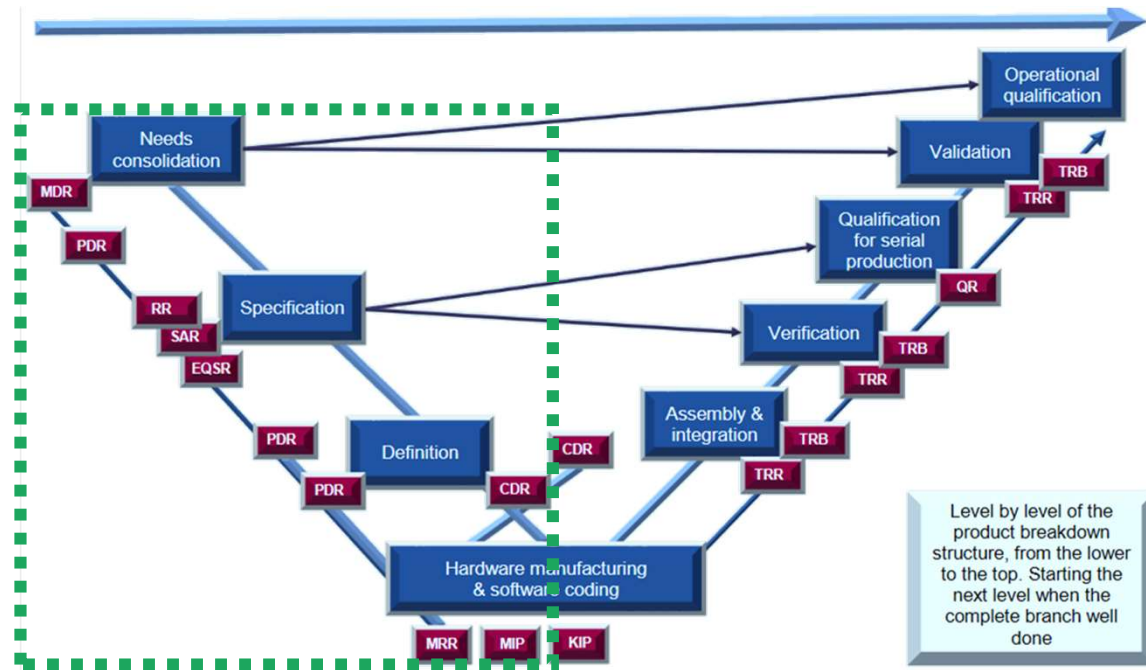 Operational
qualification
Needs
consolidation
Validation
MDR
TRB
TRR
PDR
Qualification
for serial
production
QR
RR
Specification
SAR
Verification
TRB
EQSR
TRR
Assembly &
integration
PDR
Definition
CDR
TRB
PDR
CDR
TRR
Hardware manufacturing
& software coding
MRR
MIP
KIP
Level by level of the
product breakdown
structure, from the lower
to the top. Starting the
next level when the
complete branch well
done